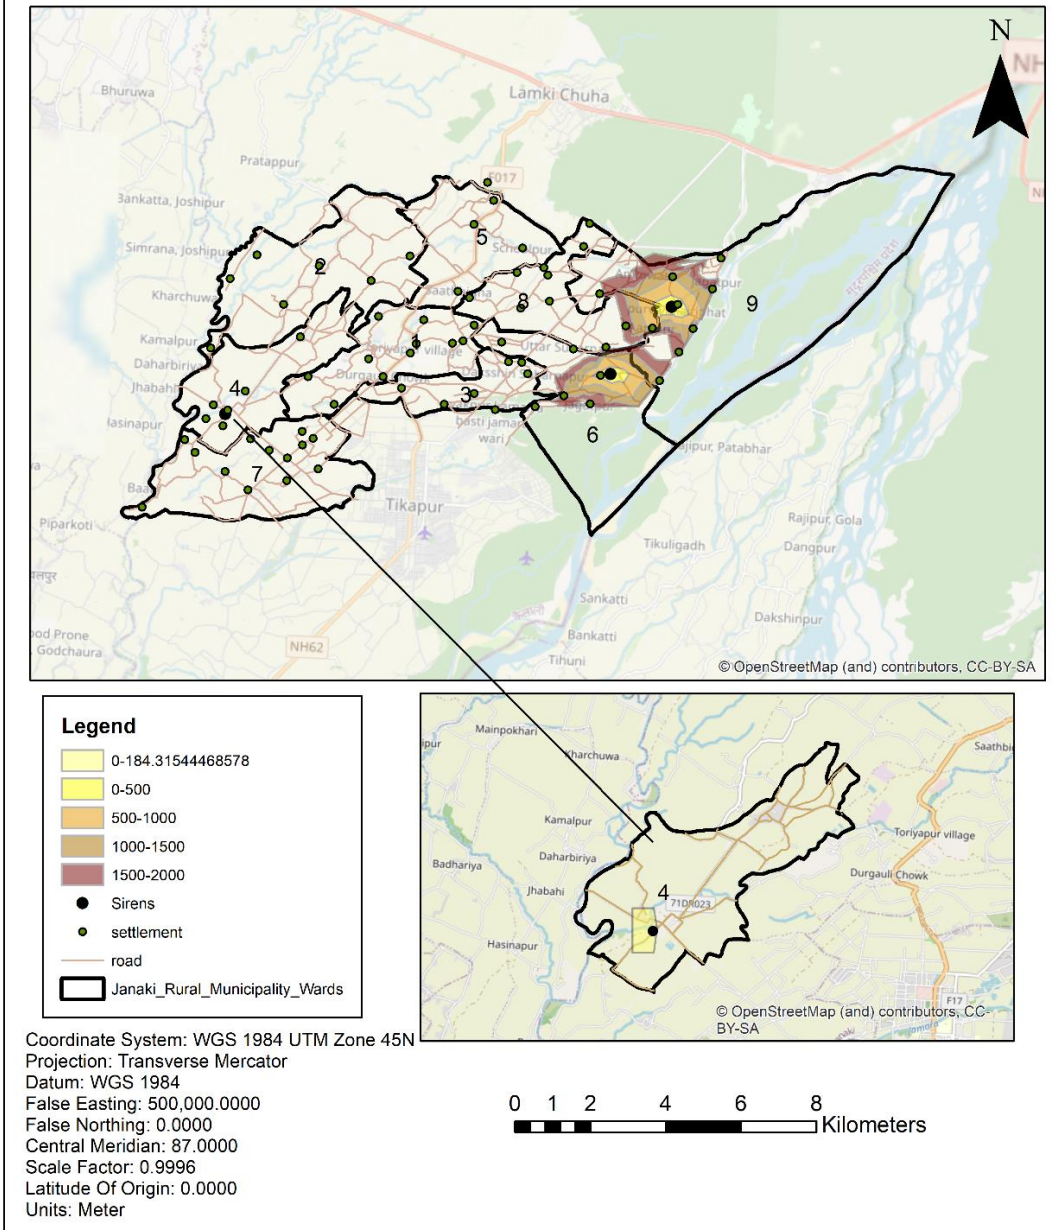 N
NH
Lamki Chuha
Bhuruwa
Pratappur
F017
Bankatta, Joshipur
Simrana, Joshipur
Kharchuwa
Kamalpur
Daharbiriya
Jhabahi
Hasinapur
2
5
8
9
4
3
6
7
Uttar
Tikapur
Rajipur, Patabhar
Rajipur, Gola
Piparkoti
Tikuligadh
Dangpur
Sankatti
Dakshinpur
Bankatti
Godchaura
NH62
Tihuni
© OpenStreetMap (and) contributors, CC-BY-SA
Legend
0-184.31544468578
0-500
500-1000
1000-1500
1500-2000
Sirens
settlement
road
Janaki_Rural_Municipality_Wards
Mainpokhari
Kharchuwa
Kamalpur
Toriyapur village
Daharbiriya
Badhariya
Durgauli Chowk
Jhabahi
4
71DR023
Hasinapur
F17
© OpenStreetMap (and) contributors, CC-
BY-SA
Coordinate System: WGS 1984 UTM Zone 45N
Projection: Transverse Mercator
Datum: WGS 1984
False Easting: 500,000.0000
False Northing: 0.0000
Central Meridian: 87.0000
Scale Factor: 0.9996
Latitude Of Origin: 0.0000
Units: Meter
0 1 2 4 6 8
Kilometers